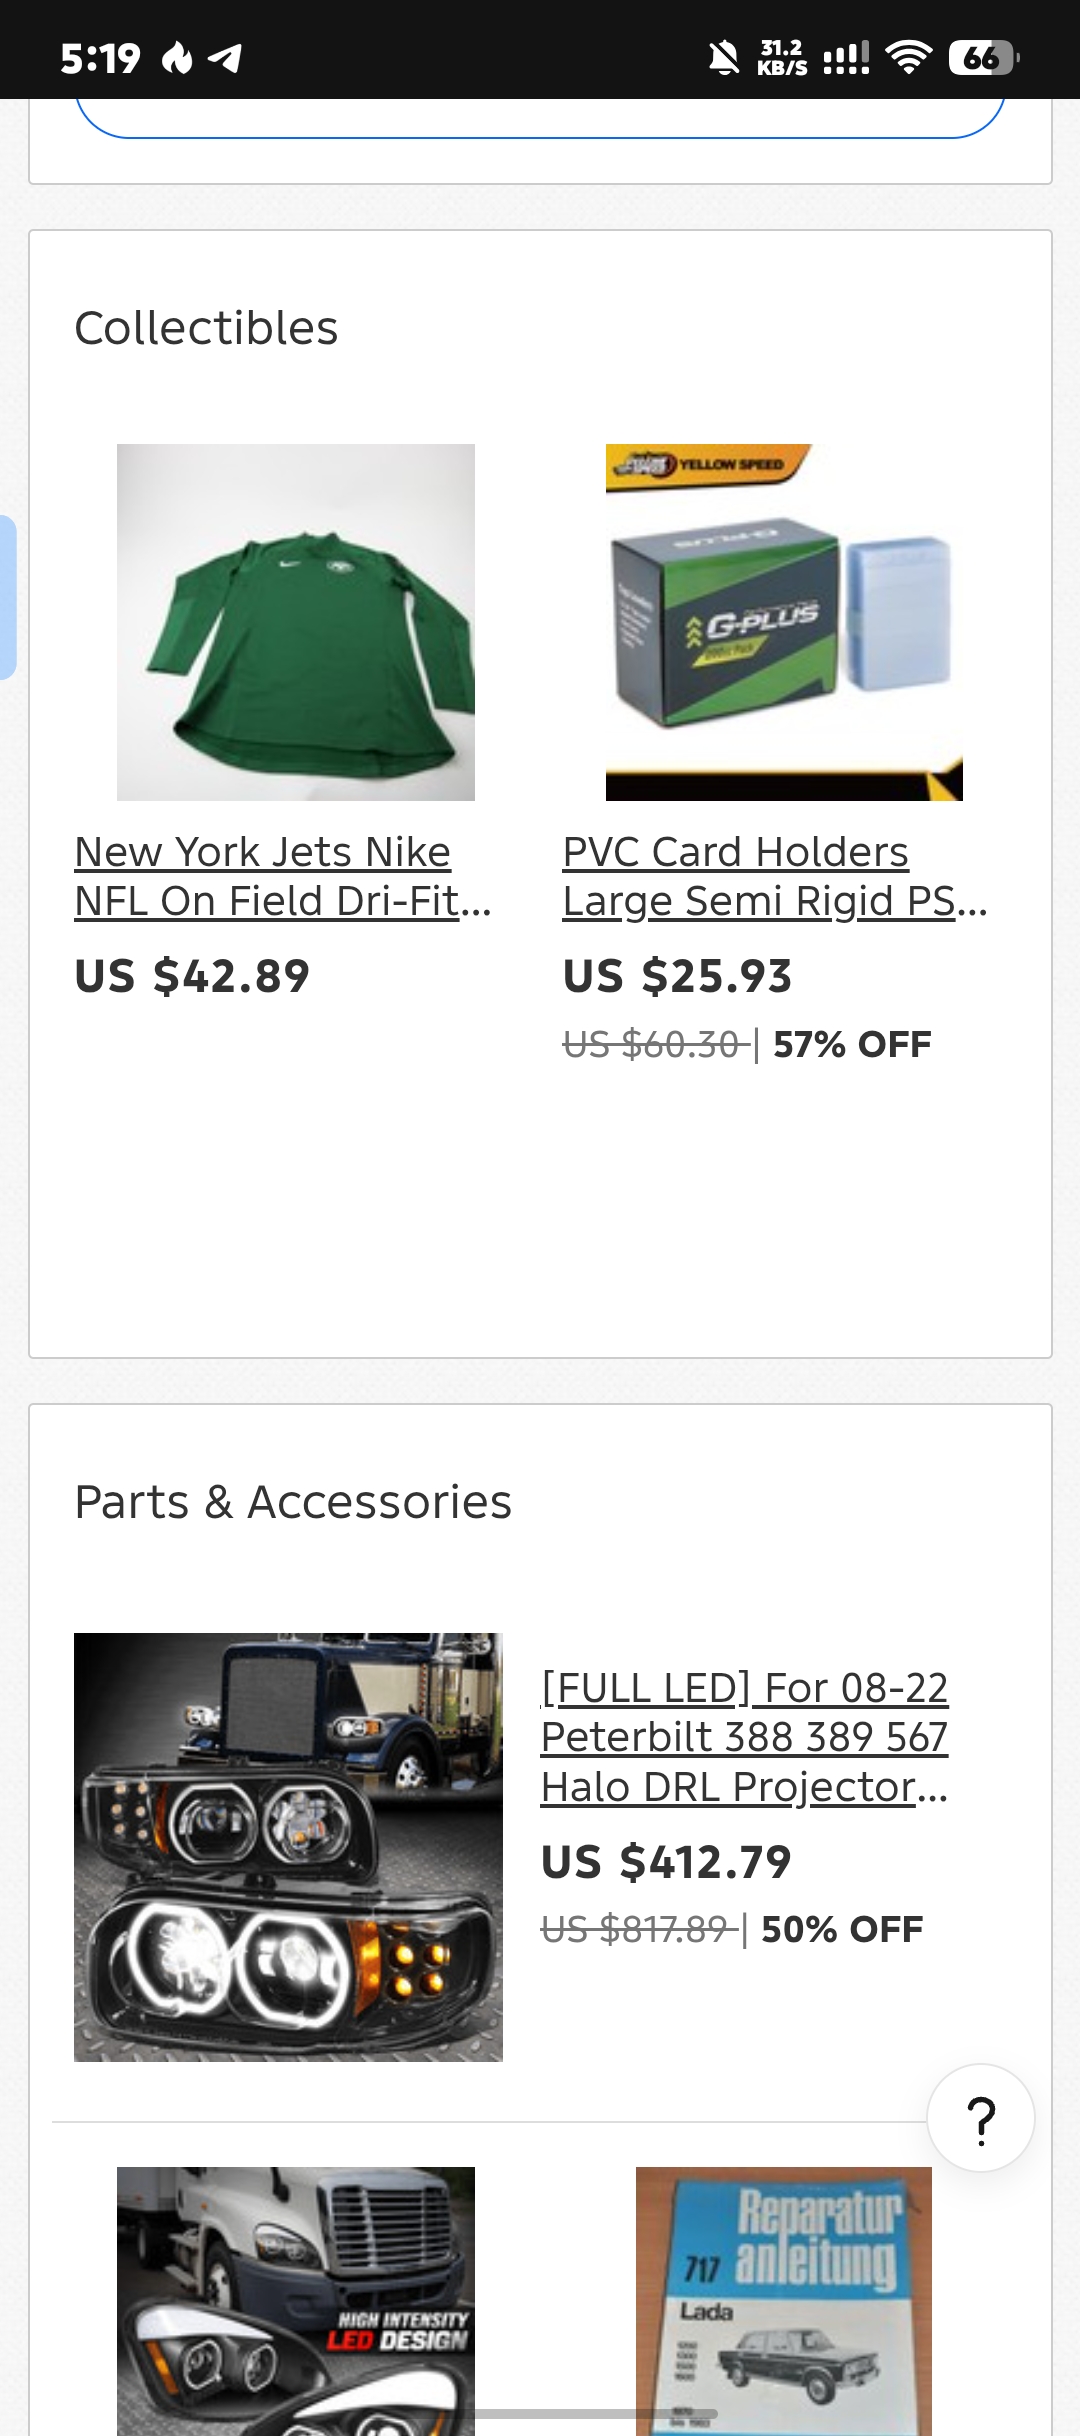 5:19
31.2
KB/S
66
Collectibles
YELLOW SPEED
G-PLUS
G-PLUS
New York Jets Nike
NFL On Field Dri-Fit...
US $42.89
PVC Card Holders
Large Semi Rigid PS...
US $25.93
US $60.30 | 57% OFF
Parts & Accessories
[FULL LED] For 08-22
Peterbilt 388 389 567
Halo DRL Projector...
US $412.79
US $817.89 | 50% OFF
?
HIGH INTENSITY
LED DESIGN
Reparatur
anleitung
717
Lada